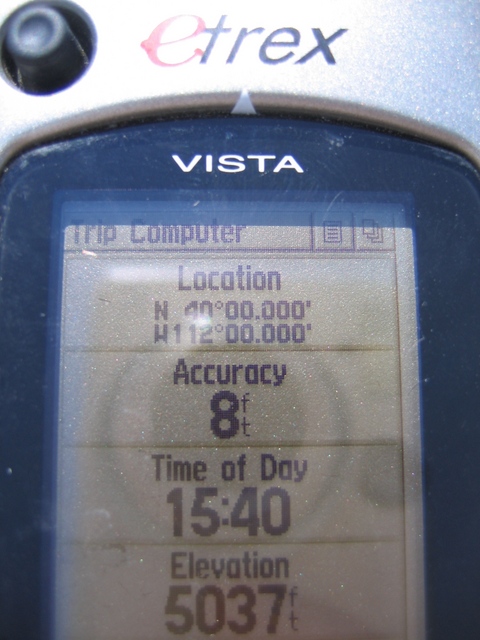 etrex
VISTA
Trip Computer
Location
N 40°00.000'
W112°00.000'
Accuracy
8ft
Time of Day
15:40
Elevation
5037ft